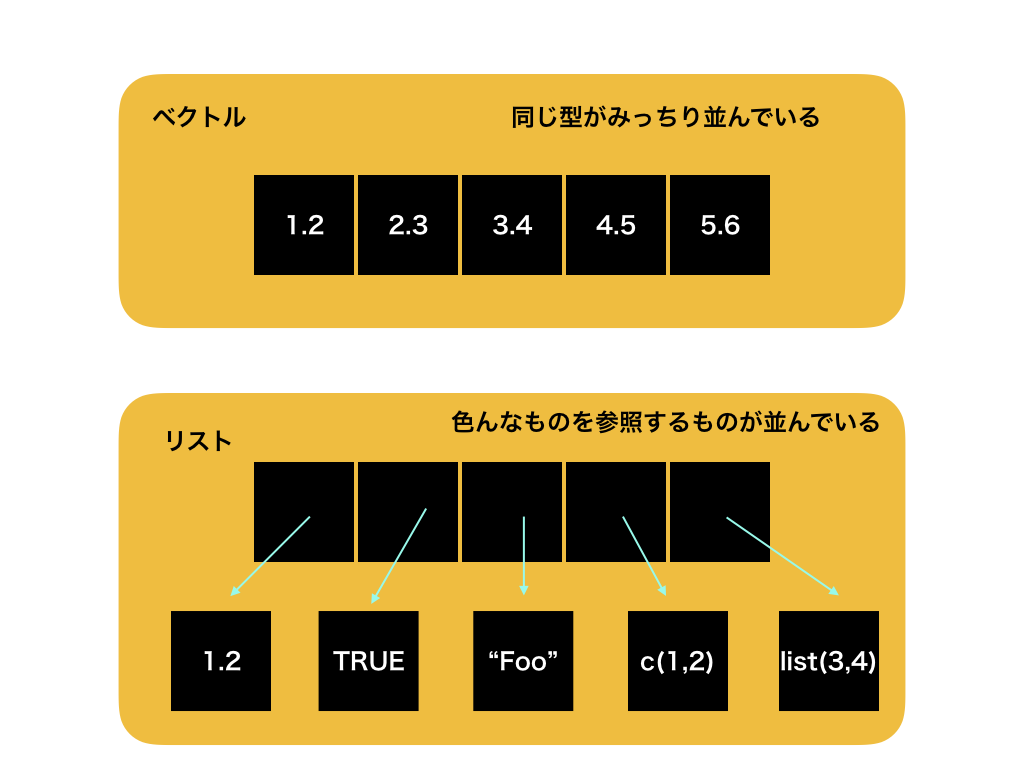 ベクトル
同じ型がみっちり並んでいる
1.2 2.3 3.4 4.5 5.6
色んなものを参照するものが並んでいる
リスト
1.2 TRUE “Foo” c(1,2) list(3,4)